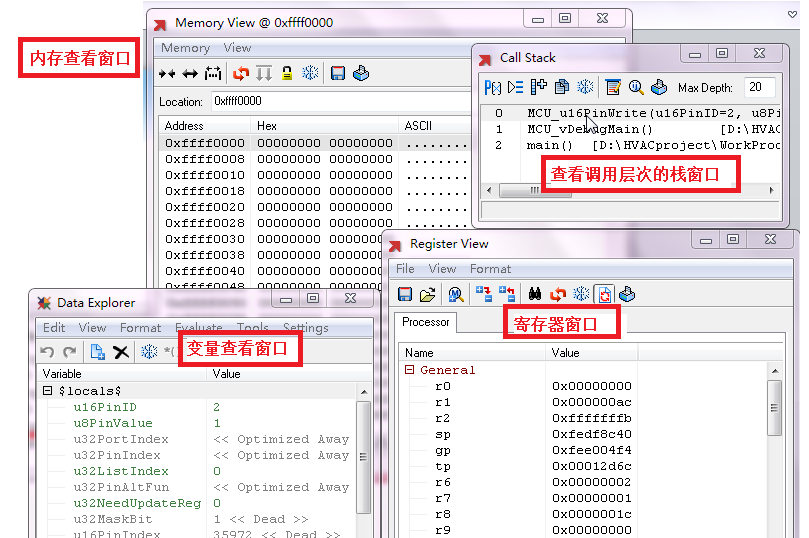 Memory View @ 0xffff0000
内存查看窗口
Memory View
Location: 0xffff0000
Address Hex ASCII
0xffff0000 00000000 00000000 ........
0xffff0008 00000000 00000000 ........
0xffff0010 00000000 00000000 ........
0xffff0018 00000000 00000000 ........
0xffff0020 00000000 00000000 ........
0xffff0028 00000000 00000000 ........
0xffff0030 00000000 00000000
0xffff0038 00000000 00000000
0xffff0040 00000000 00000000
0xffff0048 00000000 00000000
Call Stack
P(x) Max Depth: 20
0 MCU_u16PinWrite(u16PinID=2, u8Pi
1 MCU_vDebugMain() [D:\HVAC
2 main() [D:\HVACproject\WorkProd
查看调用层次的栈窗口
Register View
File View Format
寄存器窗口
Processor
Name Value
General
r0 0x00000000
r1 0x000000ac
r2 0xfffffffb
sp 0xfedf8c40
gp 0xfee004f4
tp 0x00012d6c
r6 0x00000002
r7 0x00000001
r8 0x0000001c
r9 0x00000000
Data Explorer
Edit View Format Evaluate Tools Settings
变量查看窗口
Variable Value
$locals$
u16PinID 2
u8PinValue 1
u32PortIndex << Optimized Away
u32PinIndex << Optimized Away
u32ListIndex 0
u32PinAltFun << Optimized Away
u32NeedUpdateReg 0
u32MaskBit 1 << Dead >>
u16PinIndex 35972 << Dead >>